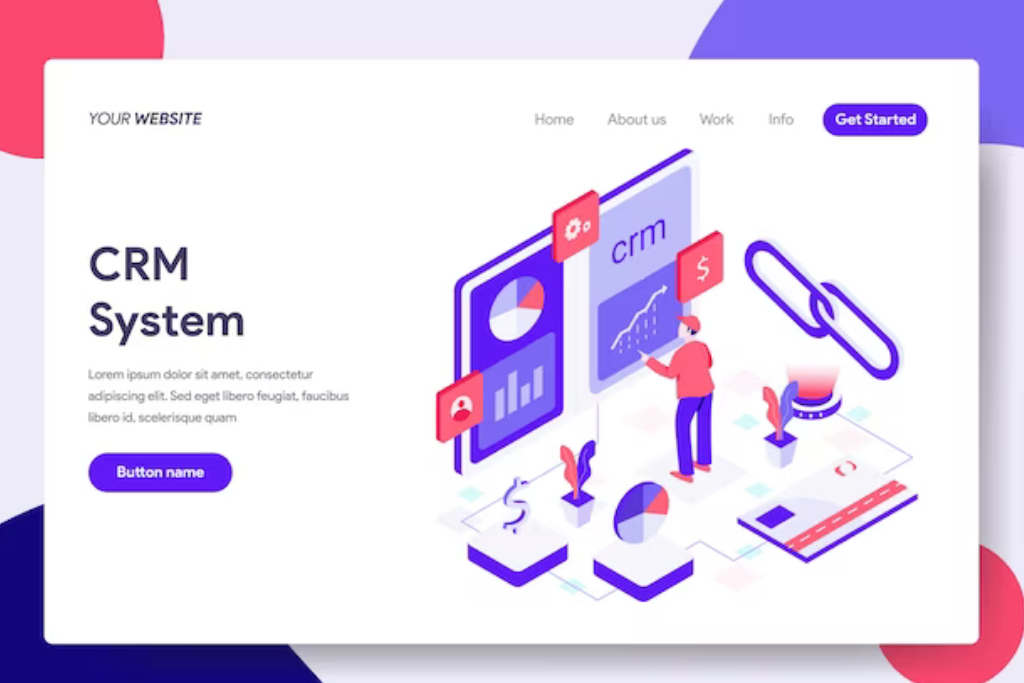 YOUR WEBSITE
Home About us Work Info Get Started
crm
$
CRM
System
Lorem ipsum dolor sit amet, consectetur
adipiscing elit. Sed eget libero feugiat, faucibus
libero id, scelerisque quam
Button name
$